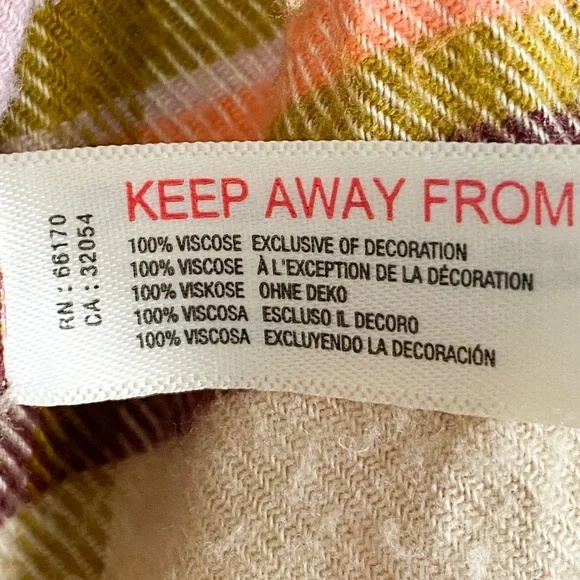 KEEP AWAY FROM
100% VISCOSE EXCLUSIVE OF DECORATION
100% VISCOSE À L'EXCEPTION DE LA DÉCORATION
100% VISKOSE OHNE DEKO
100% VISCOSA ESCLUSO IL DECORO
100% VISCOSA EXCLUYENDO LA DECORACIÓN
RN : 66170
CA : 32054